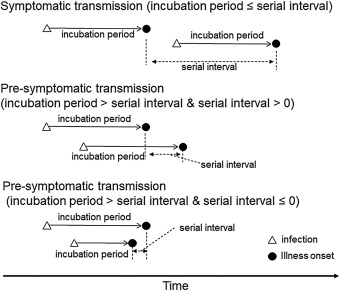 Symptomatic transmission (incubation period ≤ serial interval)
incubation period
incubation period
serial interval
Pre-symptomatic transmission
(incubation period > serial interval & serial interval > 0)
incubation period
incubation period
serial interval
Pre-symptomatic transmission
(incubation period > serial interval & serial interval ≤ 0)
incubation period
serial interval
incubation period
infection
Illness onset
Time